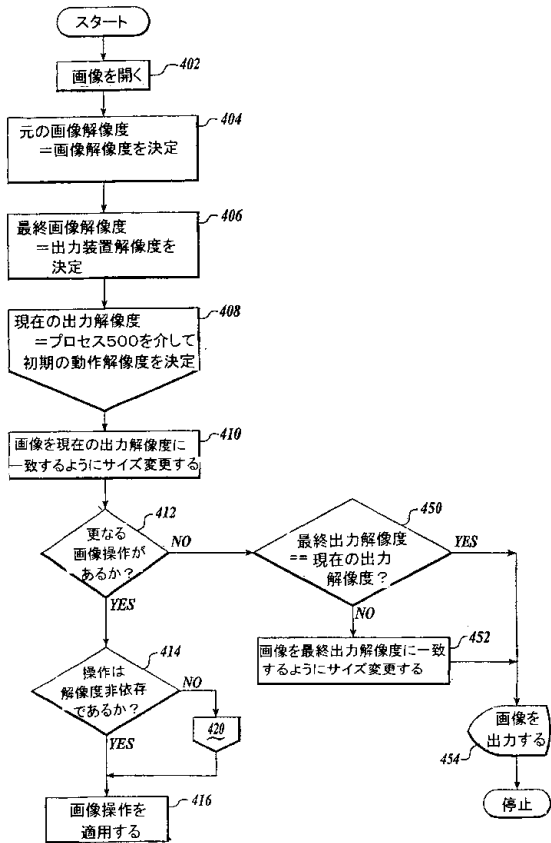 スタート
画像を開く
402
元の画像解像度
=画像解像度を決定
404
最終画像解像度
=出力装置解像度を
決定
406
現在の出力解像度
=プロセス500を介して
初期の動作解像度を決定
408
画像を現在の出力解像度に
一致するようにサイズ変更する
410
更なる
画像操作が
あるか?
412
NO
YES
最終出力解像度
==現在の出力
解像度?
450
YES
NO
画像を最終出力解像度に一致
するようにサイズ変更する
452
操作は
解像度非依存
であるか?
414
NO
420
YES
画像操作を
適用する
416
画像を
出力する
454
停止